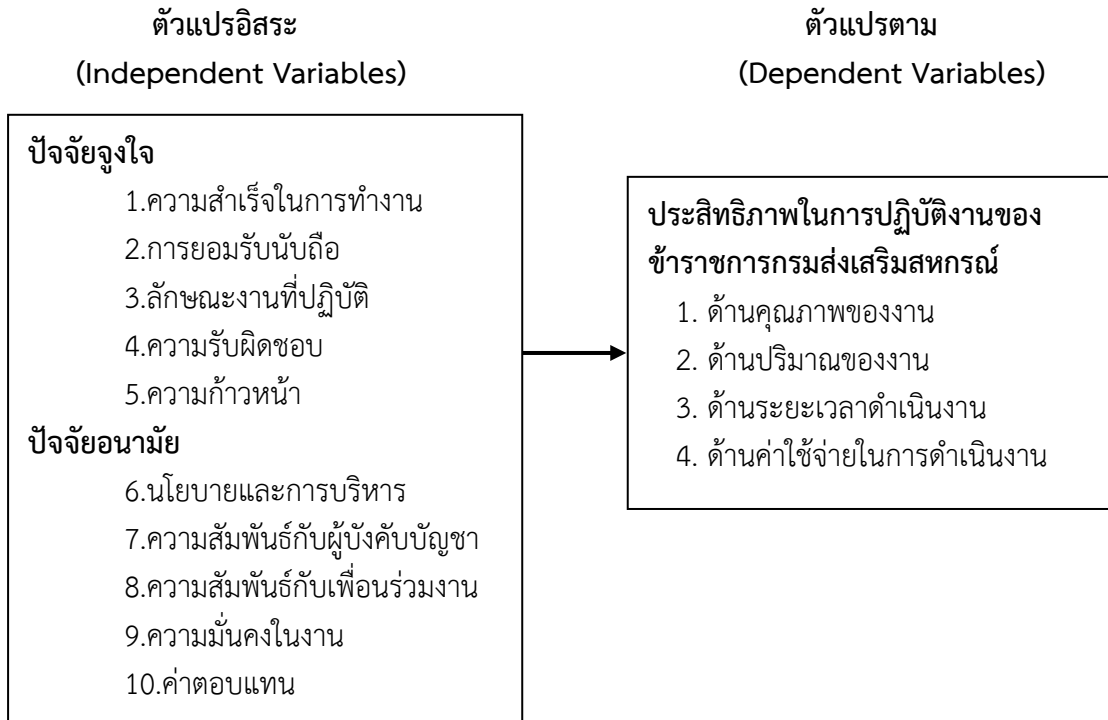 ตัวแปรอิสระ
(Independent Variables)
ปัจจัยจูงใจ
1.ความสำเร็จในการทำงาน
2.การยอมรับนับถือ
3.ลักษณะงานที่ปฏิบัติ
4.ความรับผิดชอบ
5.ความก้าวหน้า
ปัจจัยอนามัย
6.นโยบายและการบริหาร
7.ความสัมพันธ์กับผู้บังคับบัญชา
8.ความสัมพันธ์กับเพื่อนร่วมงาน
9.ความมั่นคงในงาน
10.ค่าตอบแทน
ตัวแปรตาม
(Dependent Variables)
ประสิทธิภาพในการปฏิบัติงานของ
ข้าราชการกรมส่งเสริมสหกรณ์
1. ด้านคุณภาพของงาน
2. ด้านปริมาณของงาน
3. ด้านระยะเวลาดำเนินงาน
4. ด้านค่าใช้จ่ายในการดำเนินงาน